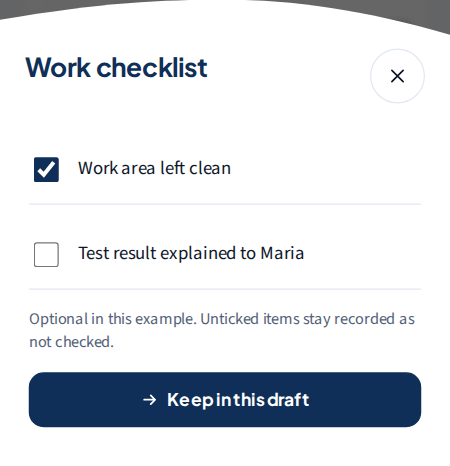 Work checklist
Work area left clean
Test result explained to Maria
Optional in this example. Unticked items stay recorded as
not checked.
→ Keep in this draft